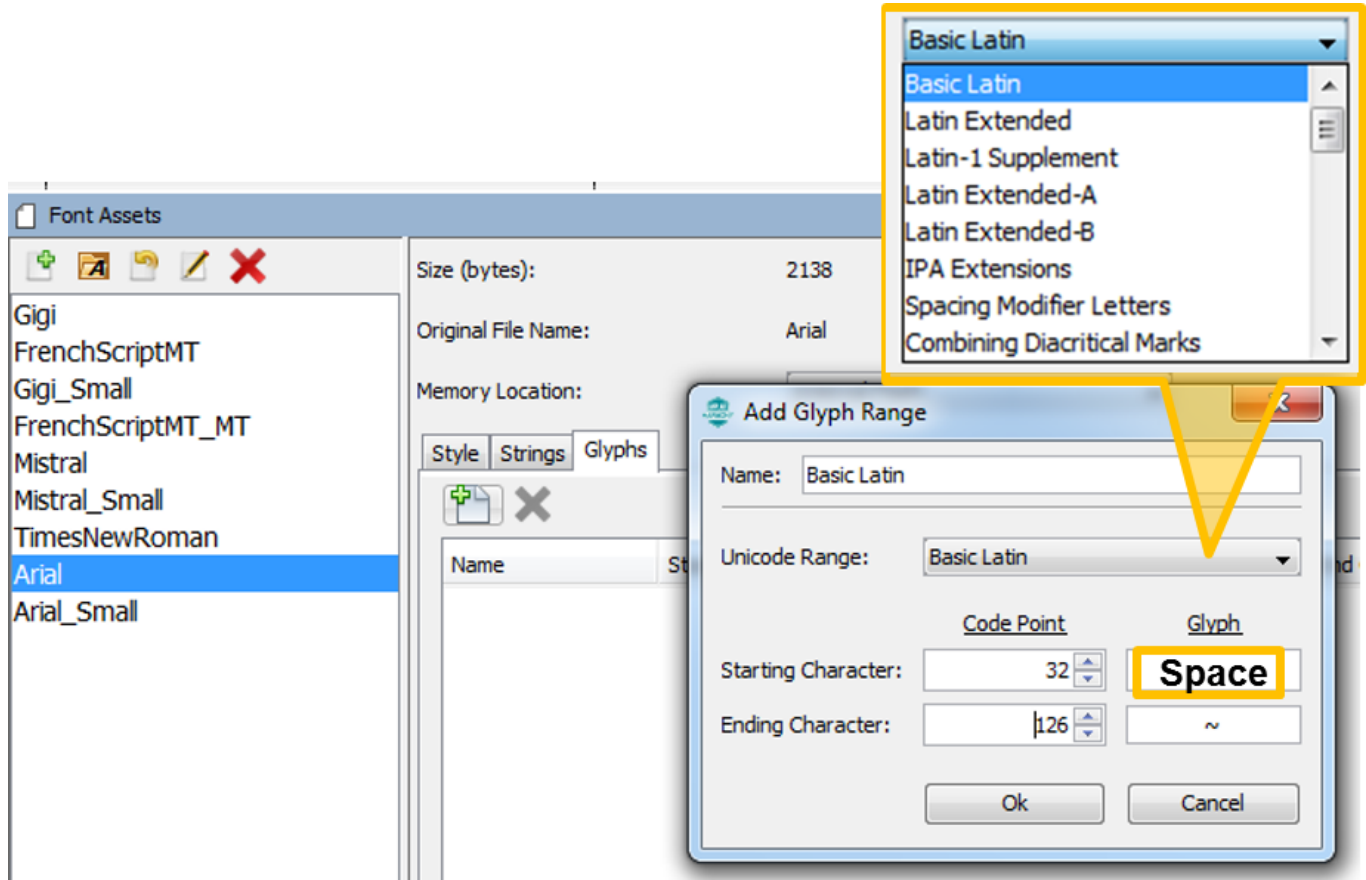 Basic Latin
Basic Latin
Latin Extended
Latin-1 Supplement
Latin Extended-A
Latin Extended-B
IPA Extensions
Spacing Modifier Letters
Combining Diacritical Marks
Font Assets
Gigi
FrenchScriptMT
Gigi_Small
FrenchScriptMT_MT
Mistral
Mistral_Small
TimesNewRoman
Arial
Arial_Small
Size (bytes): 2138
Original File Name: Arial
Memory Location:
Style Strings Glyphs
Name
Add Glyph Range
Name: Basic Latin
Unicode Range: Basic Latin
Code Point Glyph
Starting Character: 32 Space
Ending Character: 126 ~
Ok Cancel